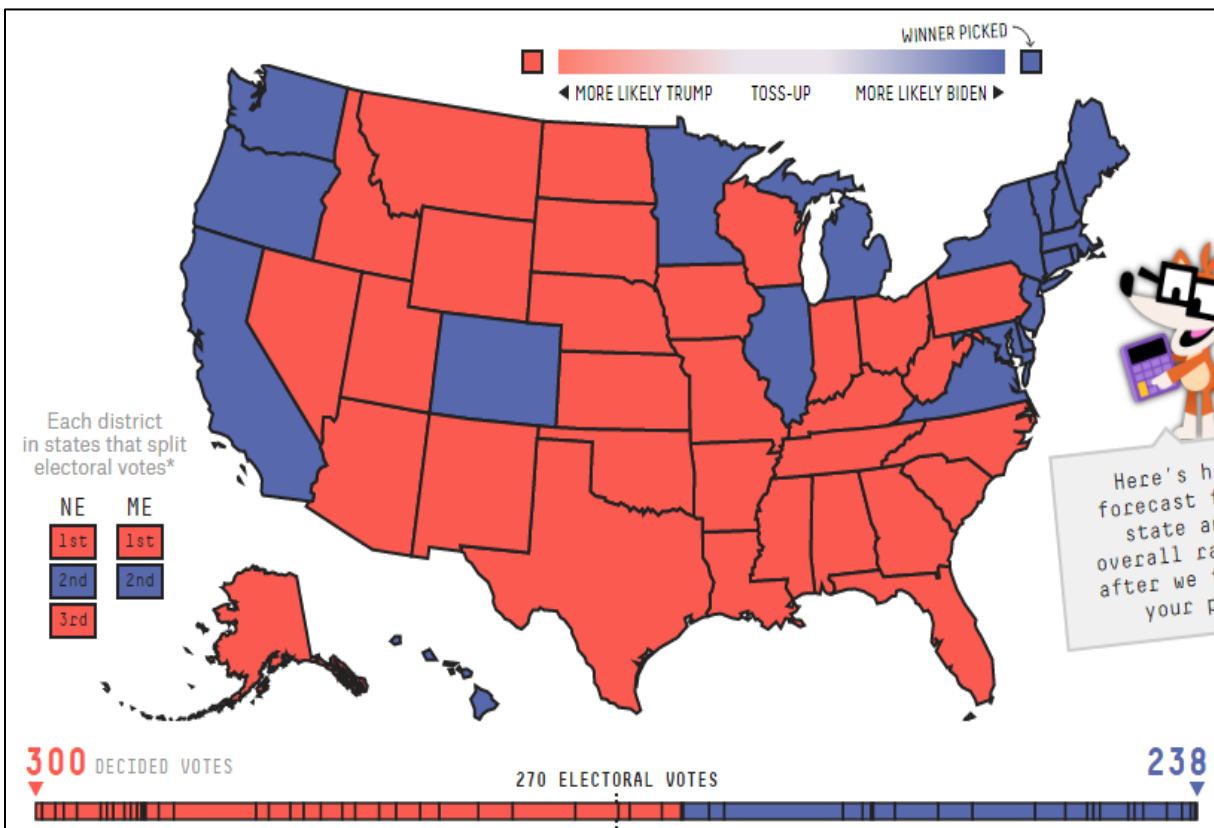 WINNER PICKED
◀ MORE LIKELY TRUMP TOSS-UP MORE LIKELY BIDEN ▶
Each district
in states that split
electoral votes*
NE ME
1st 1st
2nd 2nd
3rd
Here's
forecast
state
overall
after we
your
300 DECIDED VOTES
270 ELECTORAL VOTES
238